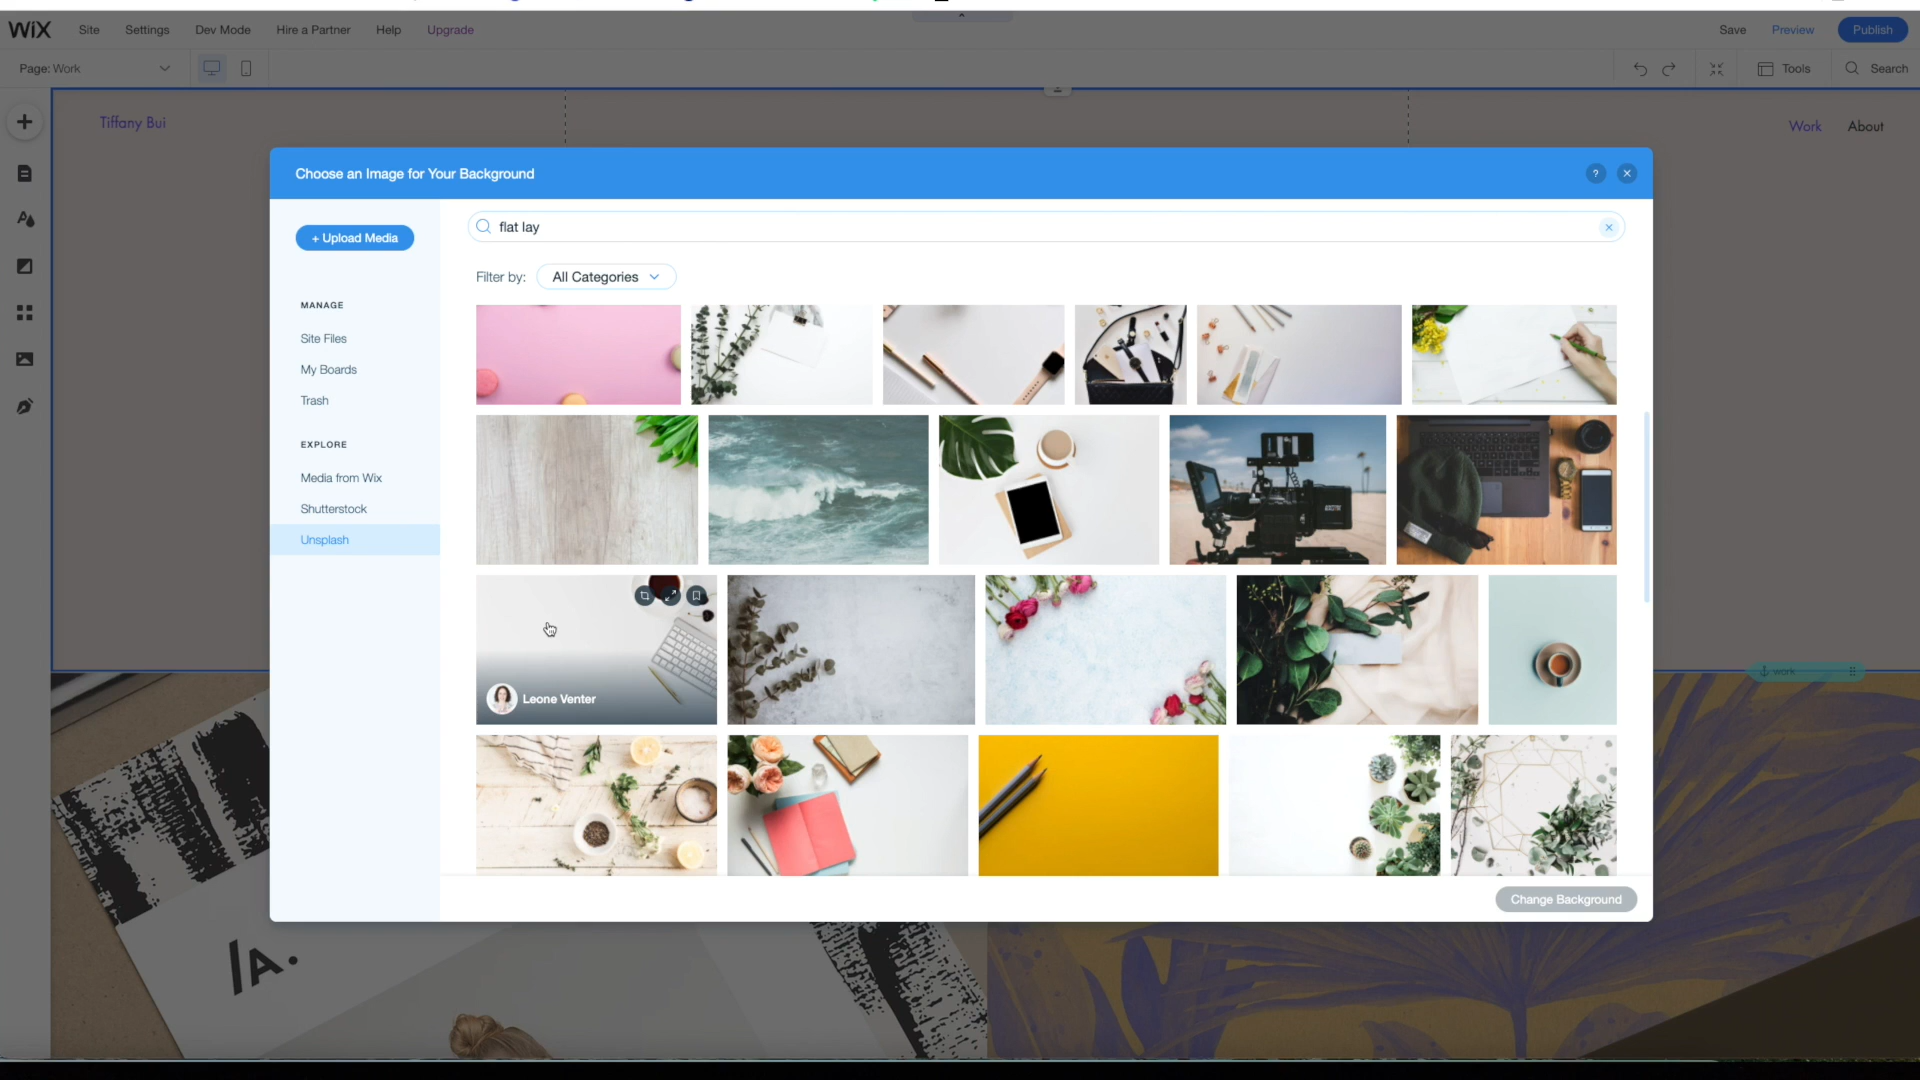 WiX
Site
Settings
Dev Mode
Hire a Partner
Help
Upgrade
Save
Preview
Publish
Page: Work
Tools
Search
Tiffany Bui
Work
About
Choose an Image for Your Background
?
+ Upload Media
flat lay
Filter by:
All Categories
MANAGE
Site Files
My Boards
Trash
EXPLORE
Media from Wix
Shutterstock
Unsplash
Leone Venter
work
Change Background
/A.